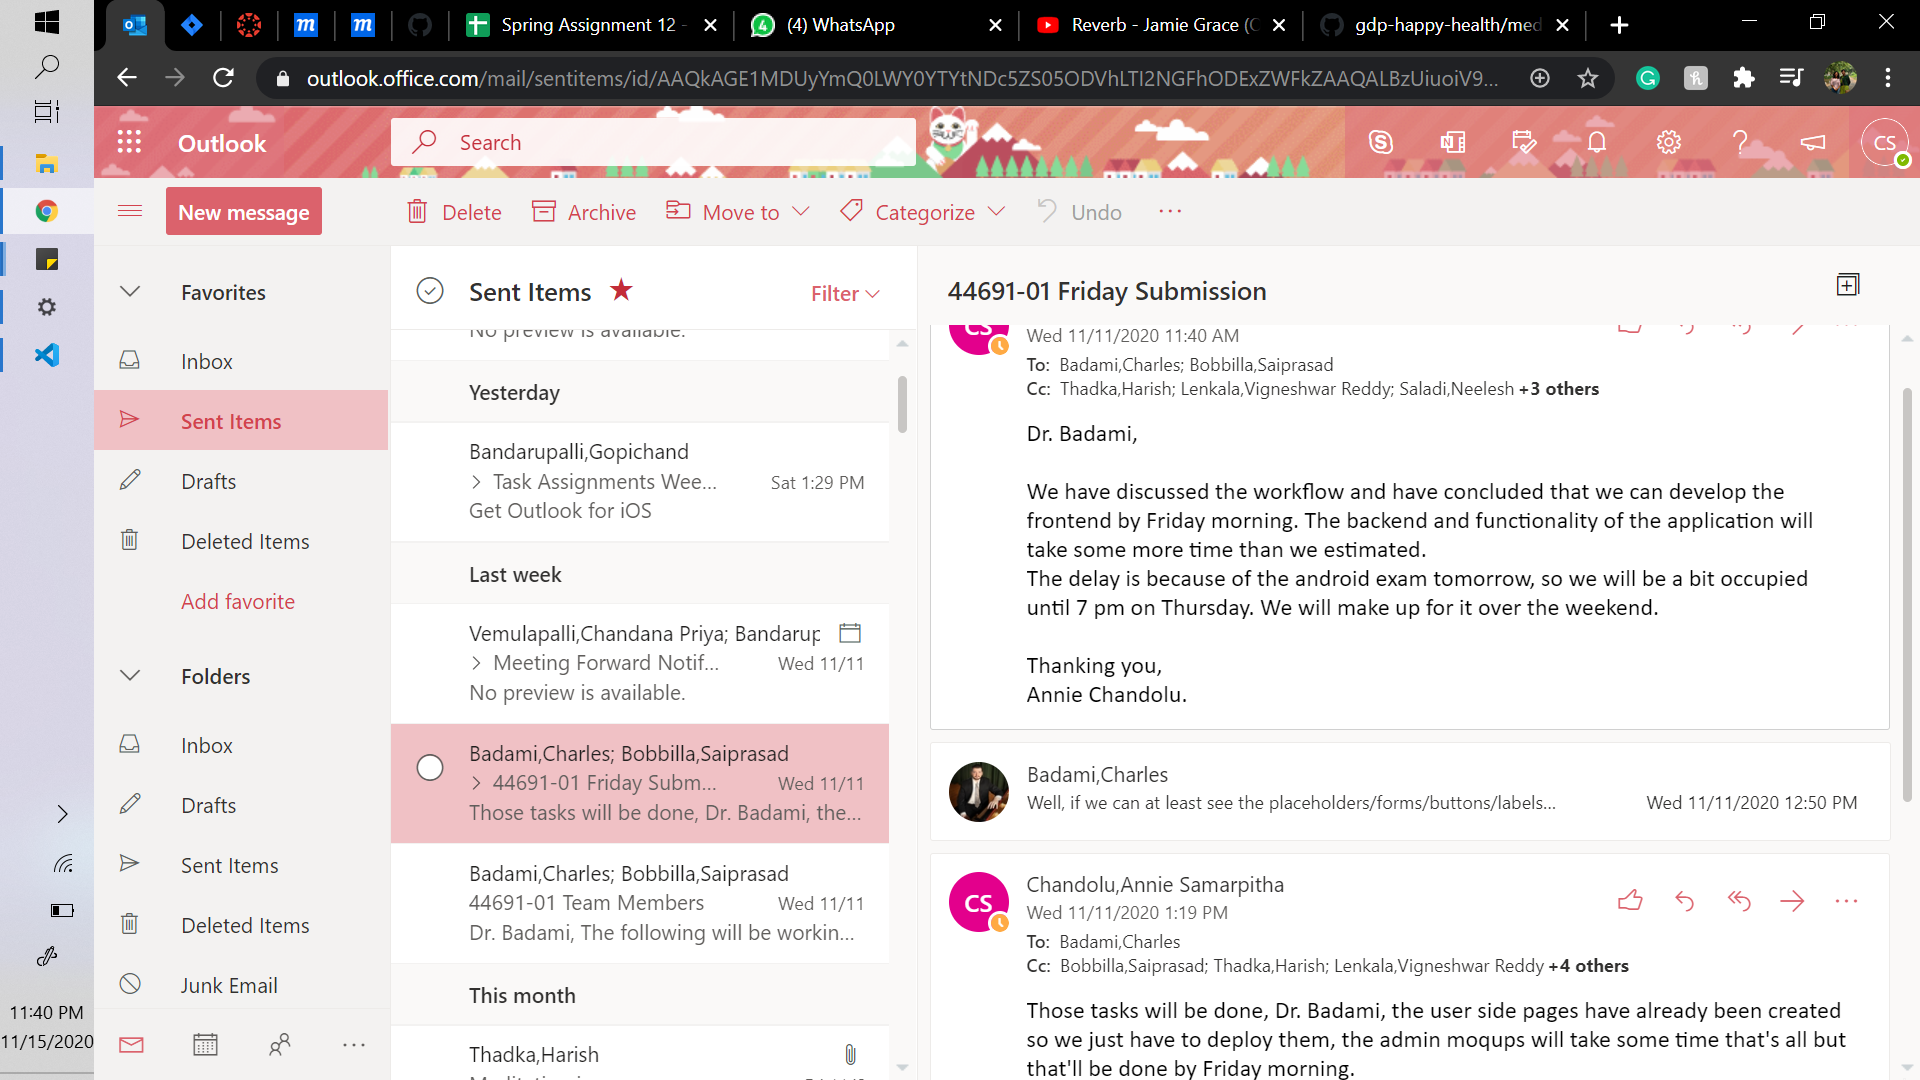 Spring Assignment 12 -
(4) WhatsApp
Reverb - Jamie Grace (C
gdp-happy-health/med
outlook.office.com/mail/sentitems/id/AAQkAGE1MDUyYmQ0LWY0YTYtNDc5ZS05ODVhLTI2NGFhODExZWFkZAAQALBzUiuoiV9...
Outlook
Search
CS
New message
Delete
Archive
Move to
Categorize
Undo
Favorites
Inbox
Sent Items
Drafts
Deleted Items
Add favorite
Folders
Inbox
Drafts
Sent Items
Deleted Items
Junk Email
11:40 PM
11/15/2020
Sent Items
Filter
No preview is available.
Yesterday
Bandarupalli,Gopichand
Task Assignments Wee...
Sat 1:29 PM
Get Outlook for iOS
Last week
Vemulapalli,Chandana Priya; Bandarup
Meeting Forward Notif...
Wed 11/11
No preview is available.
Badami,Charles; Bobbilla,Saiprasad
44691-01 Friday Subm...
Wed 11/11
Those tasks will be done, Dr. Badami, the...
Badami,Charles; Bobbilla,Saiprasad
44691-01 Team Members
Wed 11/11
Dr. Badami, The following will be workin...
This month
Thadka,Harish
44691-01 Friday Submission
CS
Wed 11/11/2020 11:40 AM
To: Badami,Charles; Bobbilla,Saiprasad
Cc: Thadka,Harish; Lenkala,Vigneshwar Reddy; Saladi,Neelesh +3 others
Dr. Badami,
We have discussed the workflow and have concluded that we can develop the
frontend by Friday morning. The backend and functionality of the application will
take some more time than we estimated.
The delay is because of the android exam tomorrow, so we will be a bit occupied
until 7 pm on Thursday. We will make up for it over the weekend.
Thanking you,
Annie Chandolu.
Badami,Charles
Well, if we can at least see the placeholders/forms/buttons/labels...
Wed 11/11/2020 12:50 PM
CS
Chandolu,Annie Samarpitha
Wed 11/11/2020 1:19 PM
To: Badami,Charles
Cc: Bobbilla,Saiprasad; Thadka,Harish; Lenkala,Vigneshwar Reddy +4 others
Those tasks will be done, Dr. Badami, the user side pages have already been created
so we just have to deploy them, the admin moqups will take some time that's all but
that'll be done by Friday morning.